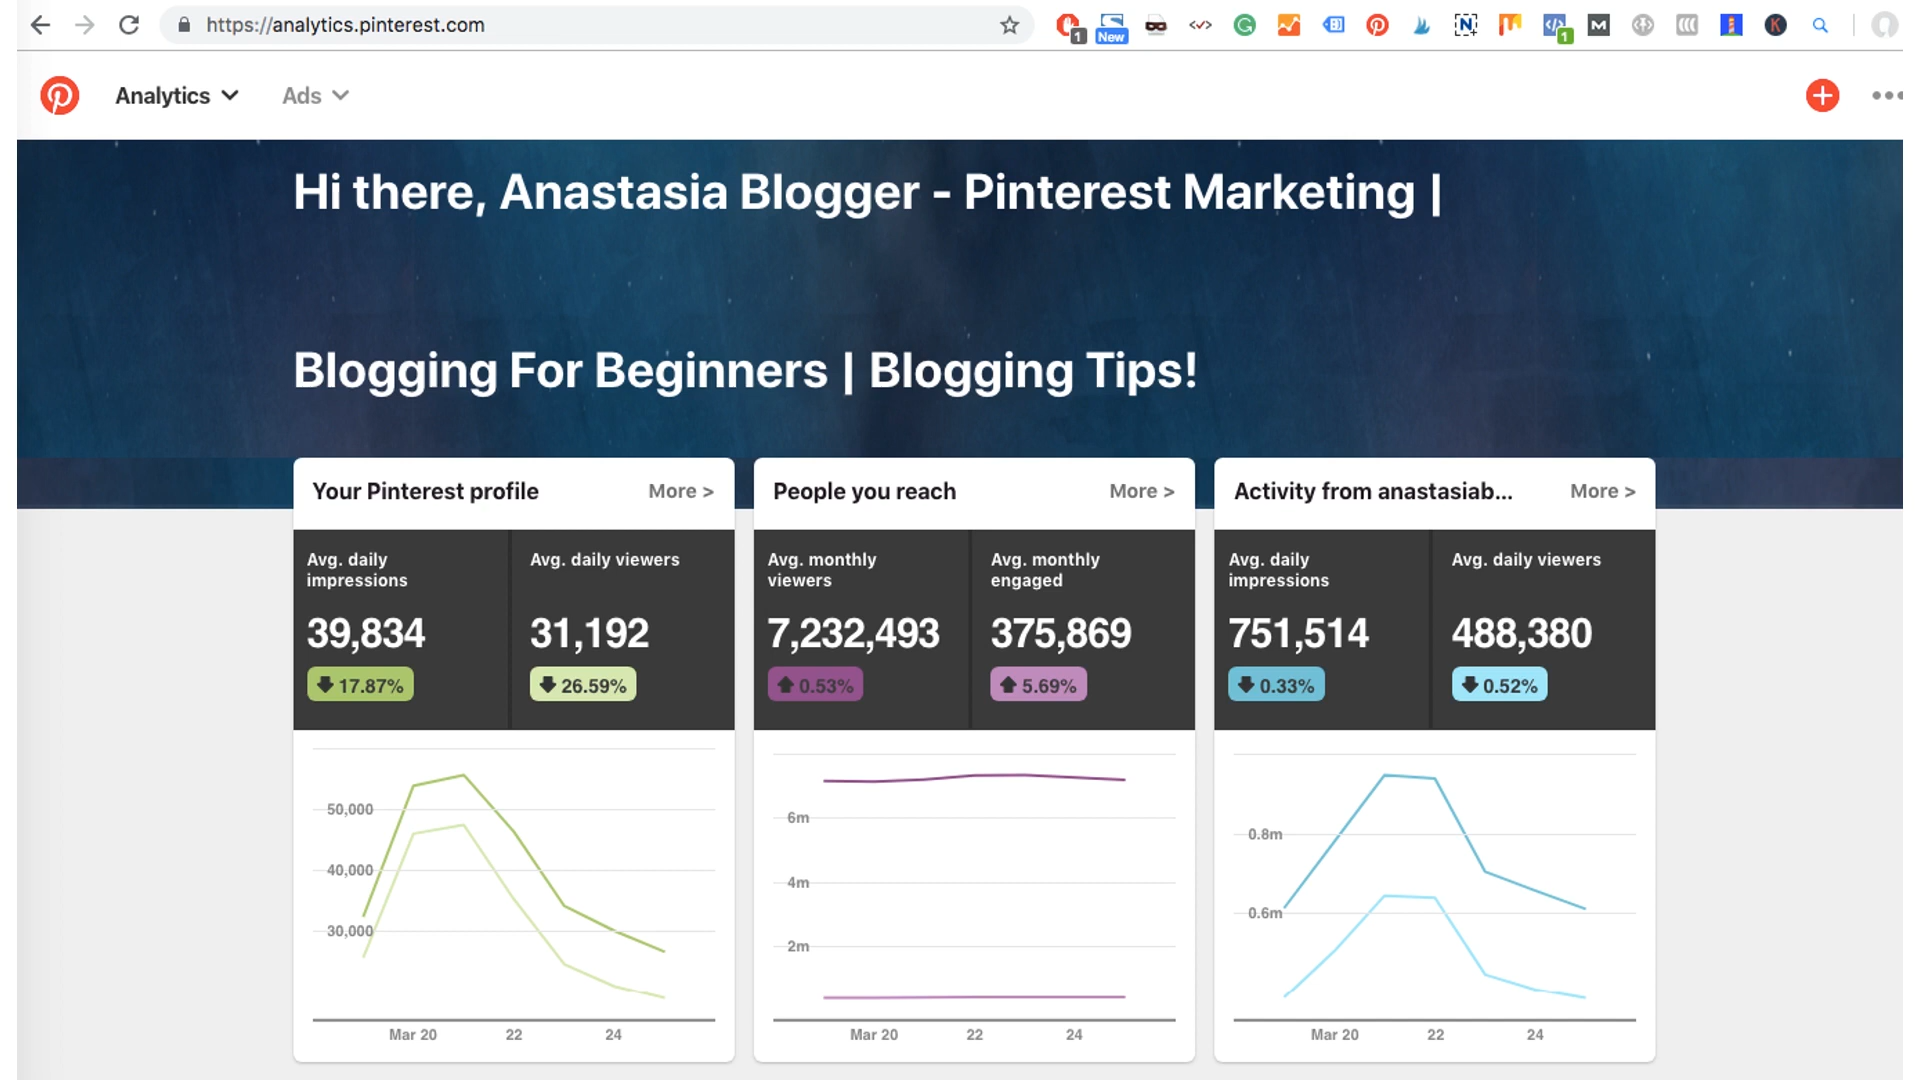 https://analytics.pinterest.com
1
New
1
M
K
Analytics
Ads
Hi there, Anastasia Blogger - Pinterest Marketing |
Blogging For Beginners | Blogging Tips!
Your Pinterest profile
More >
Avg. daily
impressions
39,834
17.87%
Avg. daily viewers
31,192
26.59%
50,000
40,000
30,000
Mar 20
22
24
People you reach
More >
Avg. monthly
viewers
7,232,493
0.53%
Avg. monthly
engaged
375,869
5.69%
6m
4m
2m
Mar 20
22
24
Activity from anastasiab...
More >
Avg. daily
impressions
751,514
0.33%
Avg. daily viewers
488,380
0.52%
0.8m
0.6m
Mar 20
22
24